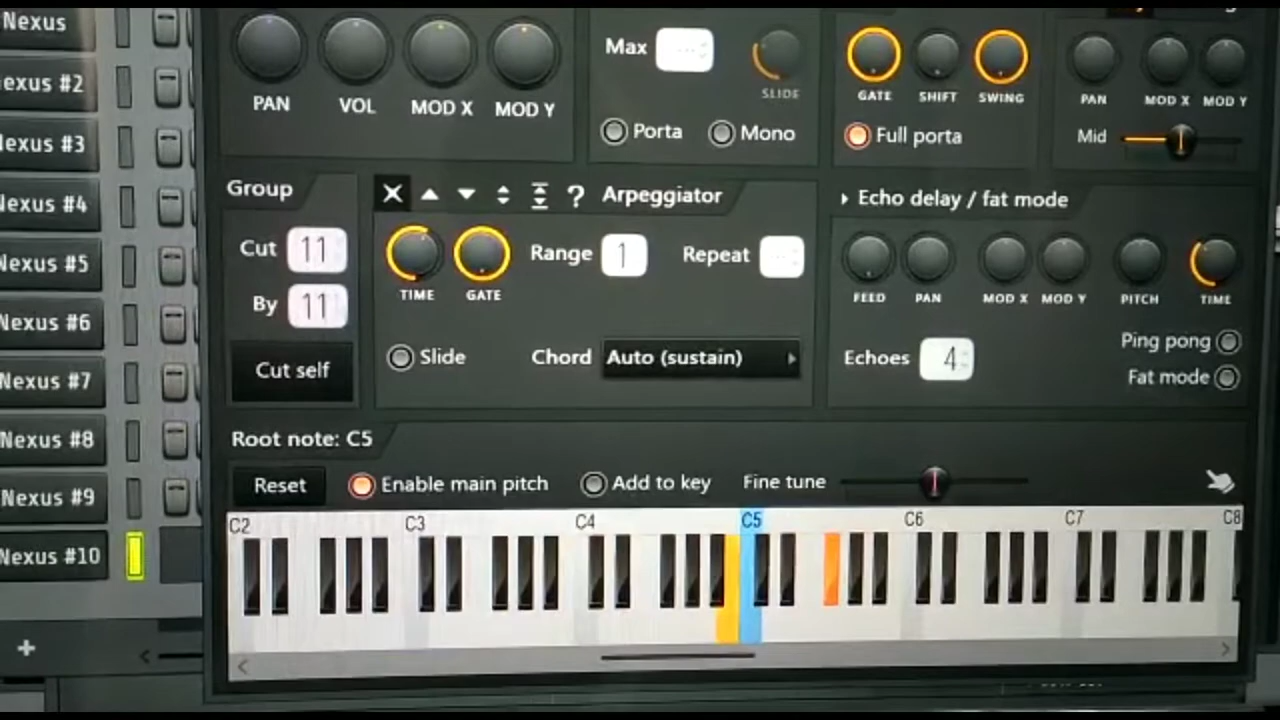 Nexus
exus #2
Nexus #3
Nexus #4
Nexus #5
Nexus #6
Nexus #7
Nexus #8
Nexus #9
Nexus #10
PAN VOL MOD X MOD Y
Max
SLIDE
Porta Mono
GATE SHIFT SWING
Full porta
PAN MOD X MOD Y
Mid
Group
Cut 11
By 11
Cut self
? Arpeggiator
TIME GATE
Range 1 Repeat
Slide
Chord Auto (sustain)
Echo delay / fat mode
FEED PAN MOD X MOD Y PITCH TIME
Echoes 4
Ping pong
Fat mode
Root note: C5
Reset Enable main pitch Add to key Fine tune
C2 C3 C4 C5 C6 C7 C8